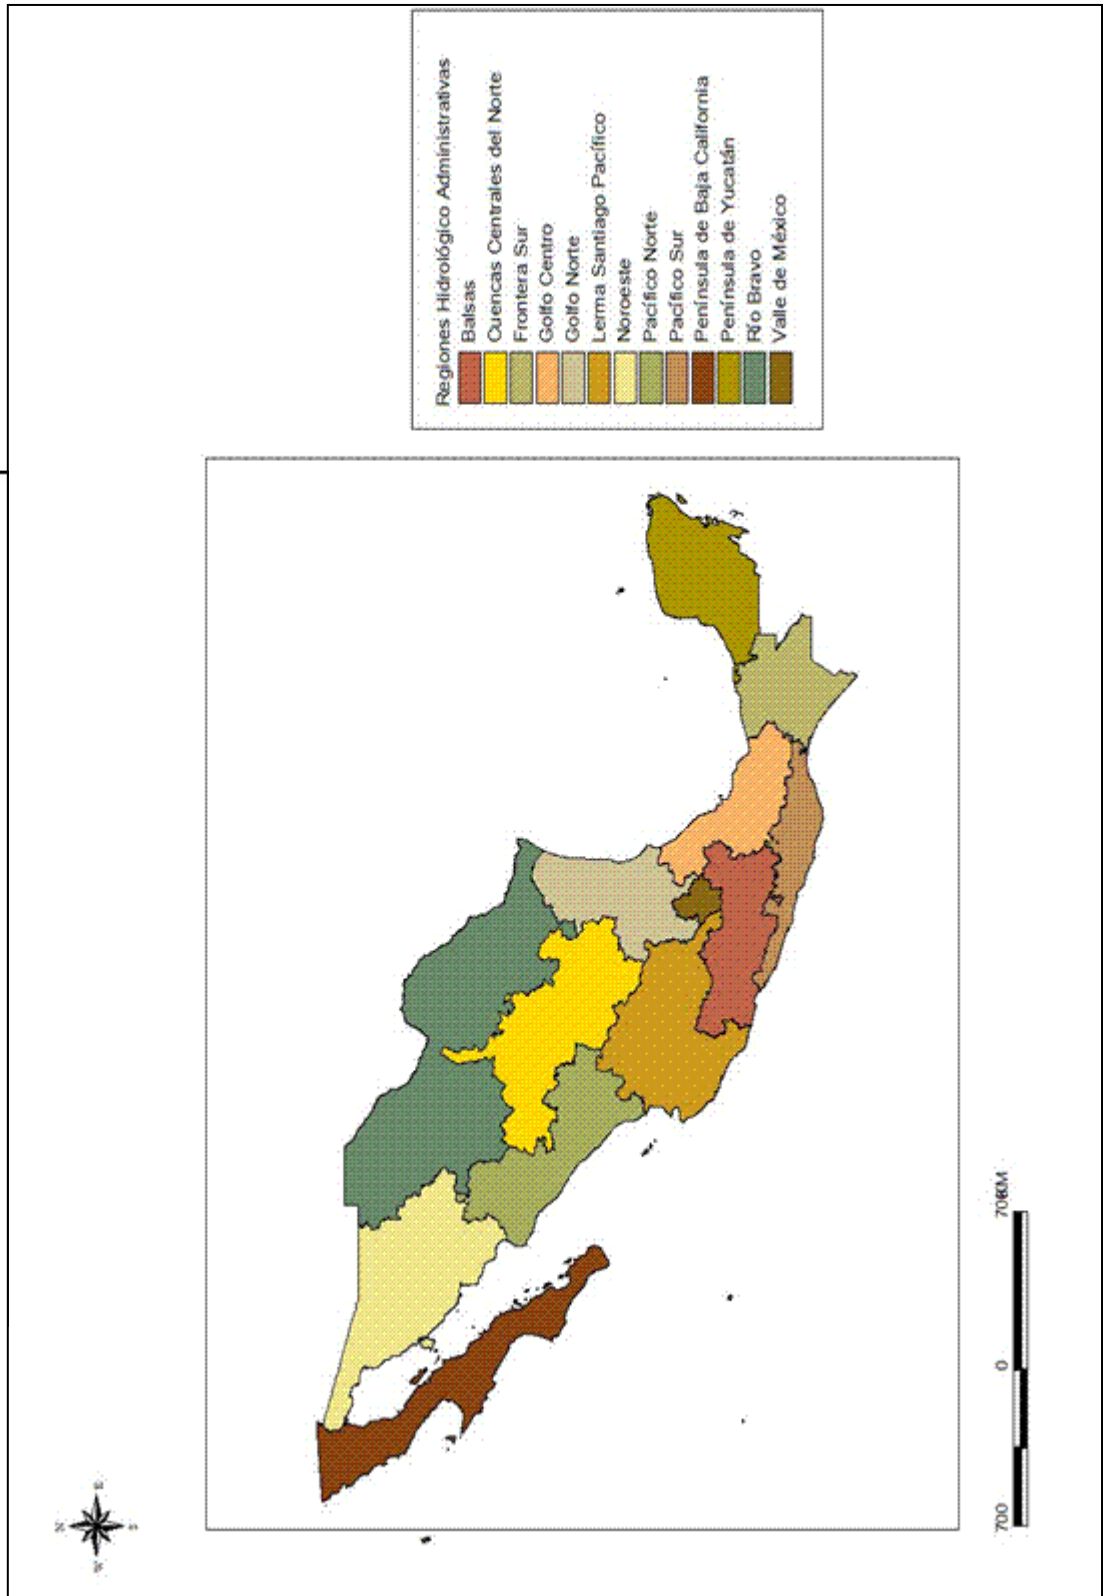 Regiones Hidrológico Administrativas
Balsas
Cuencas Centrales del Norte
Frontera Sur
Golfo Centro
Golfo Norte
Lerma Santiago Pacífico
Noroeste
Pacífico Norte
Pacífico Sur
Península de Baja California
Península de Yucatán
Río Bravo
Valle de México
N
S
700
0